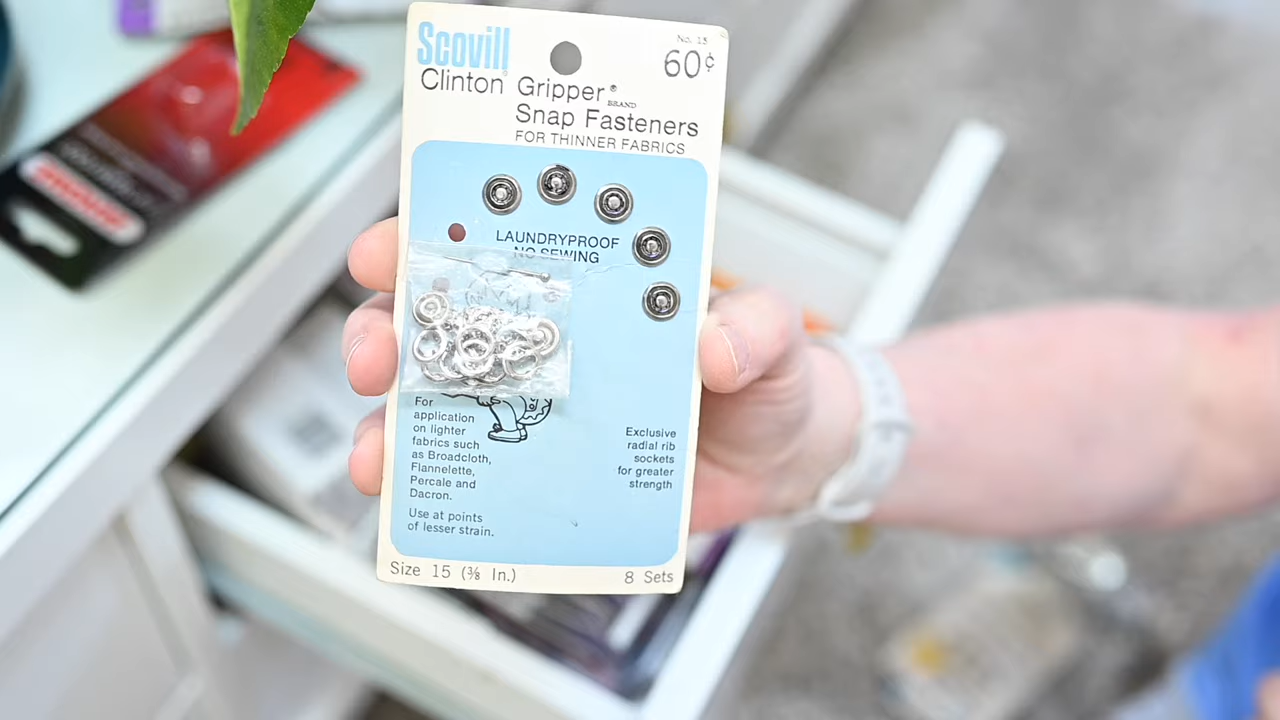 Scovill
No. 15
60¢
Clinton Gripper®
BRAND
Snap Fasteners
FOR THINNER FABRICS
LAUNDRYPROOF
NO SEWING
For
application
on lighter
fabrics such
as Broadcloth,
Flannelette,
Percale and
Dacron.
Use at points
of lesser strain.
Exclusive
radial rib
sockets
for greater
strength
Size 15 (⅜ In.)
8 Sets